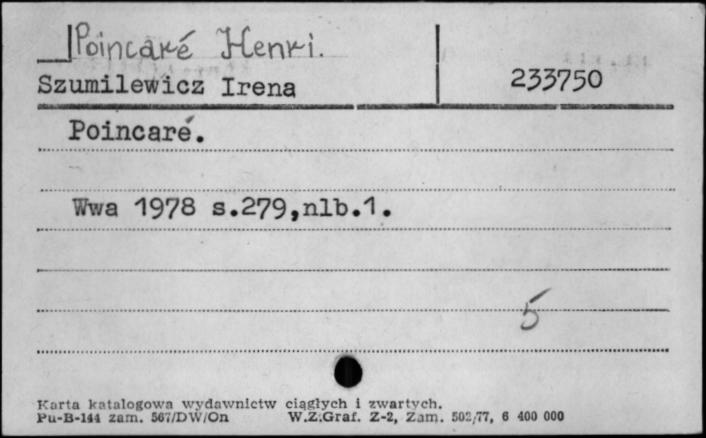 Poincaré Henri.
Szumilewicz Irena
233750
Poincaré.
Wwa 1978 s.279,nlb.1.
5
Karta katalogowa wydawnictw ciągłych i zwartych.
Pu-B-144 zam. 567/DW/On W.Z.Graf. Z-2, Zam. 502/77, 6 400 000